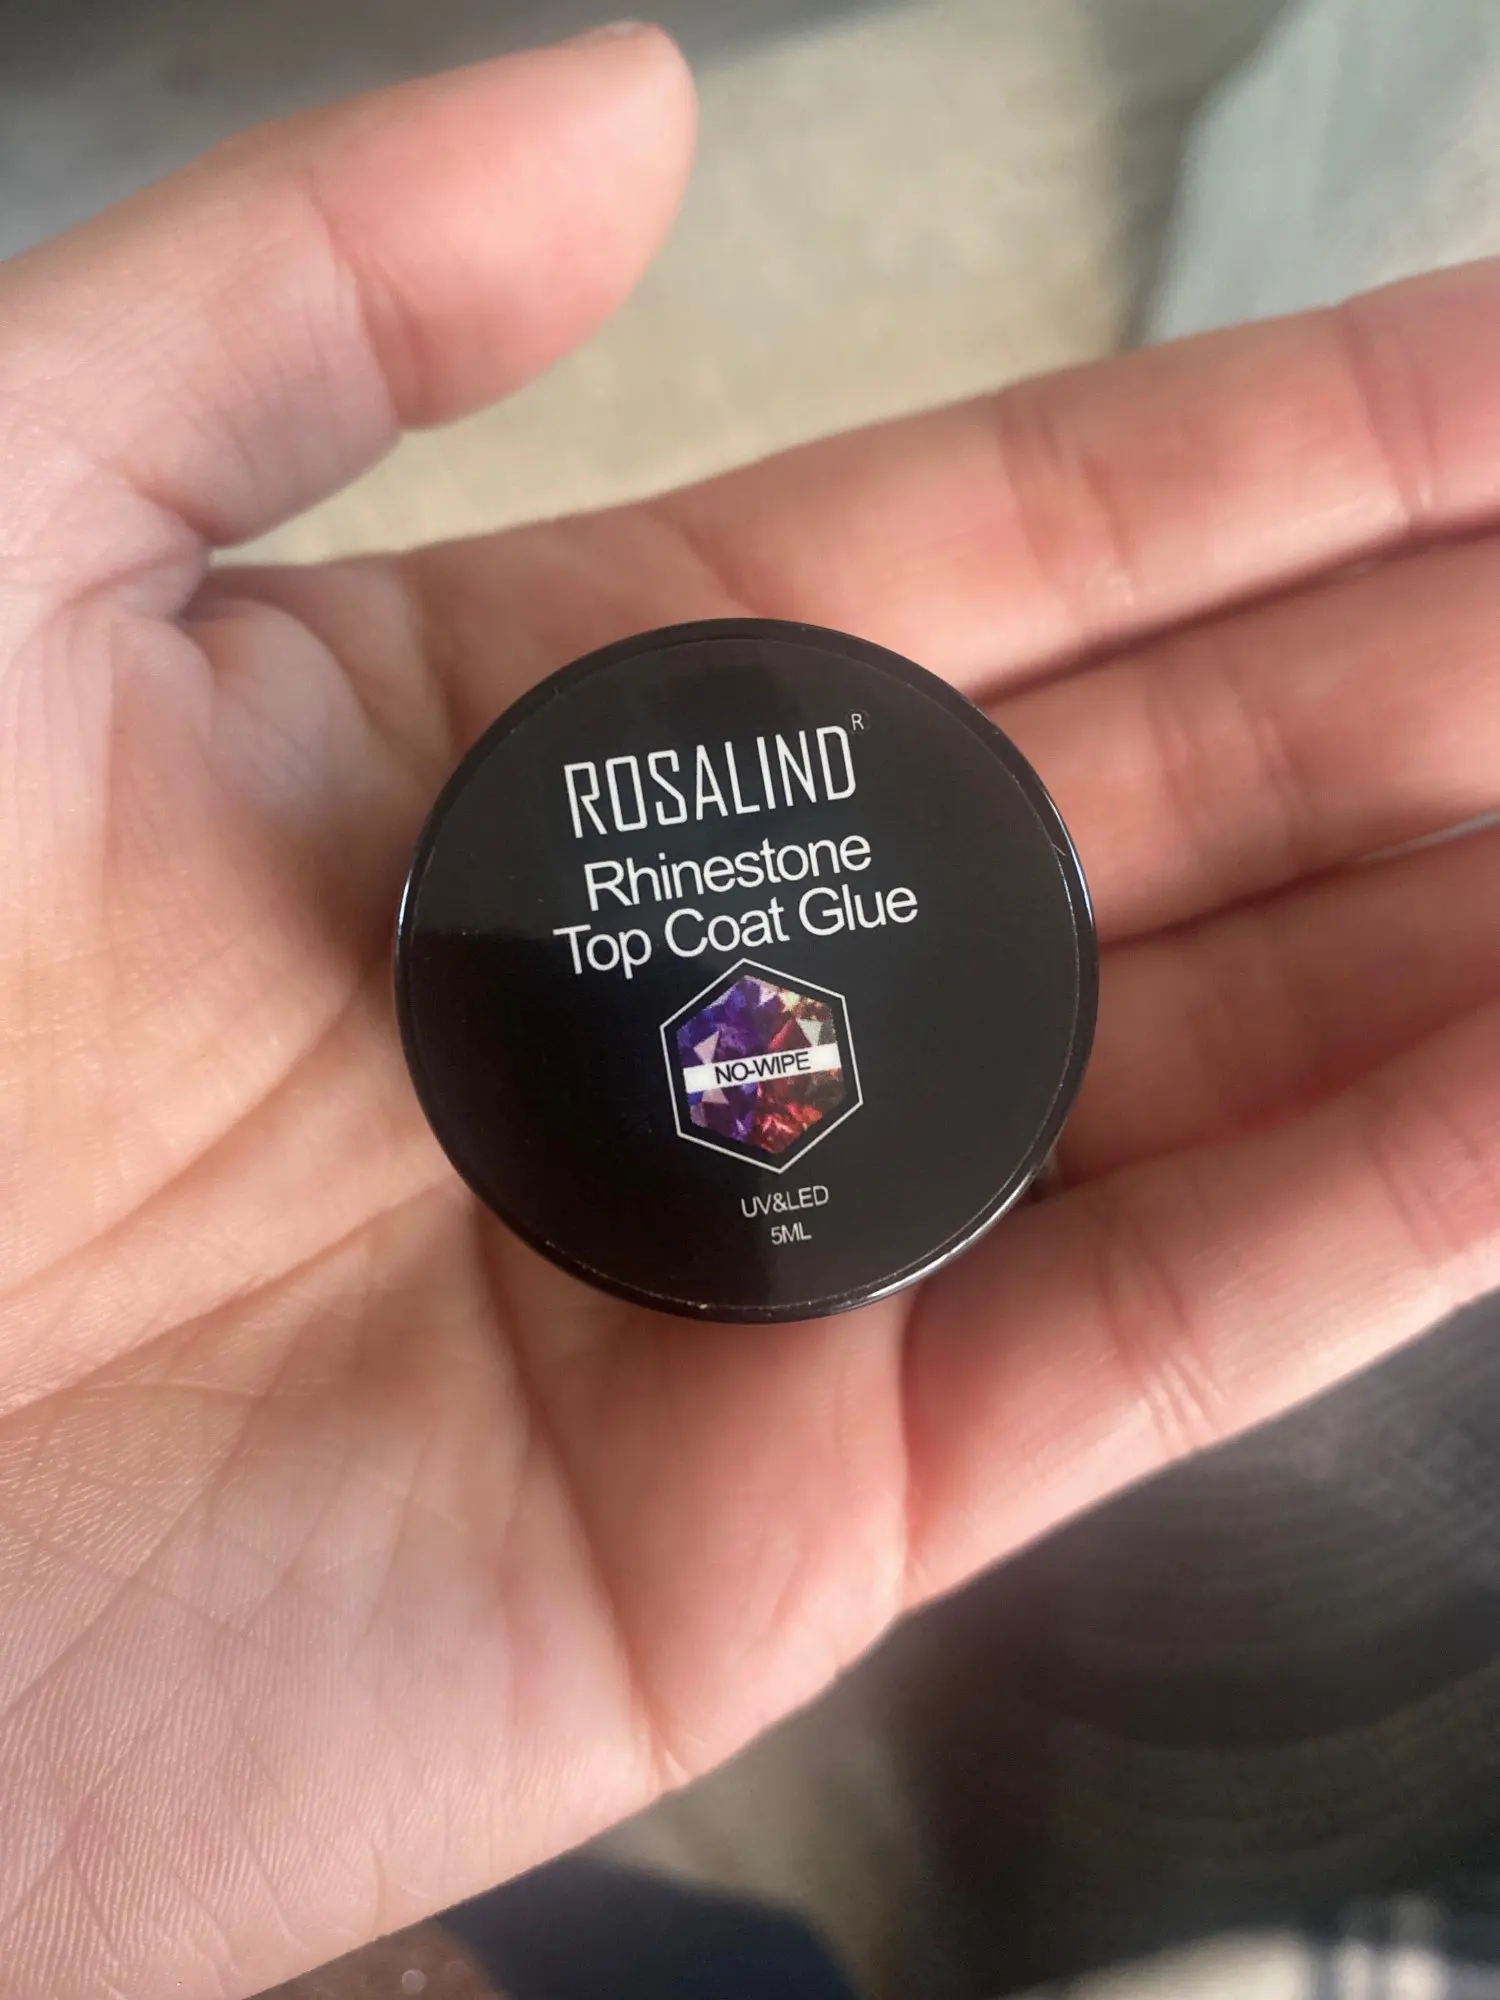 ROSALIND®
Rhinestone
Top Coat Glue
NO-WIPE
UV&LED
5ML